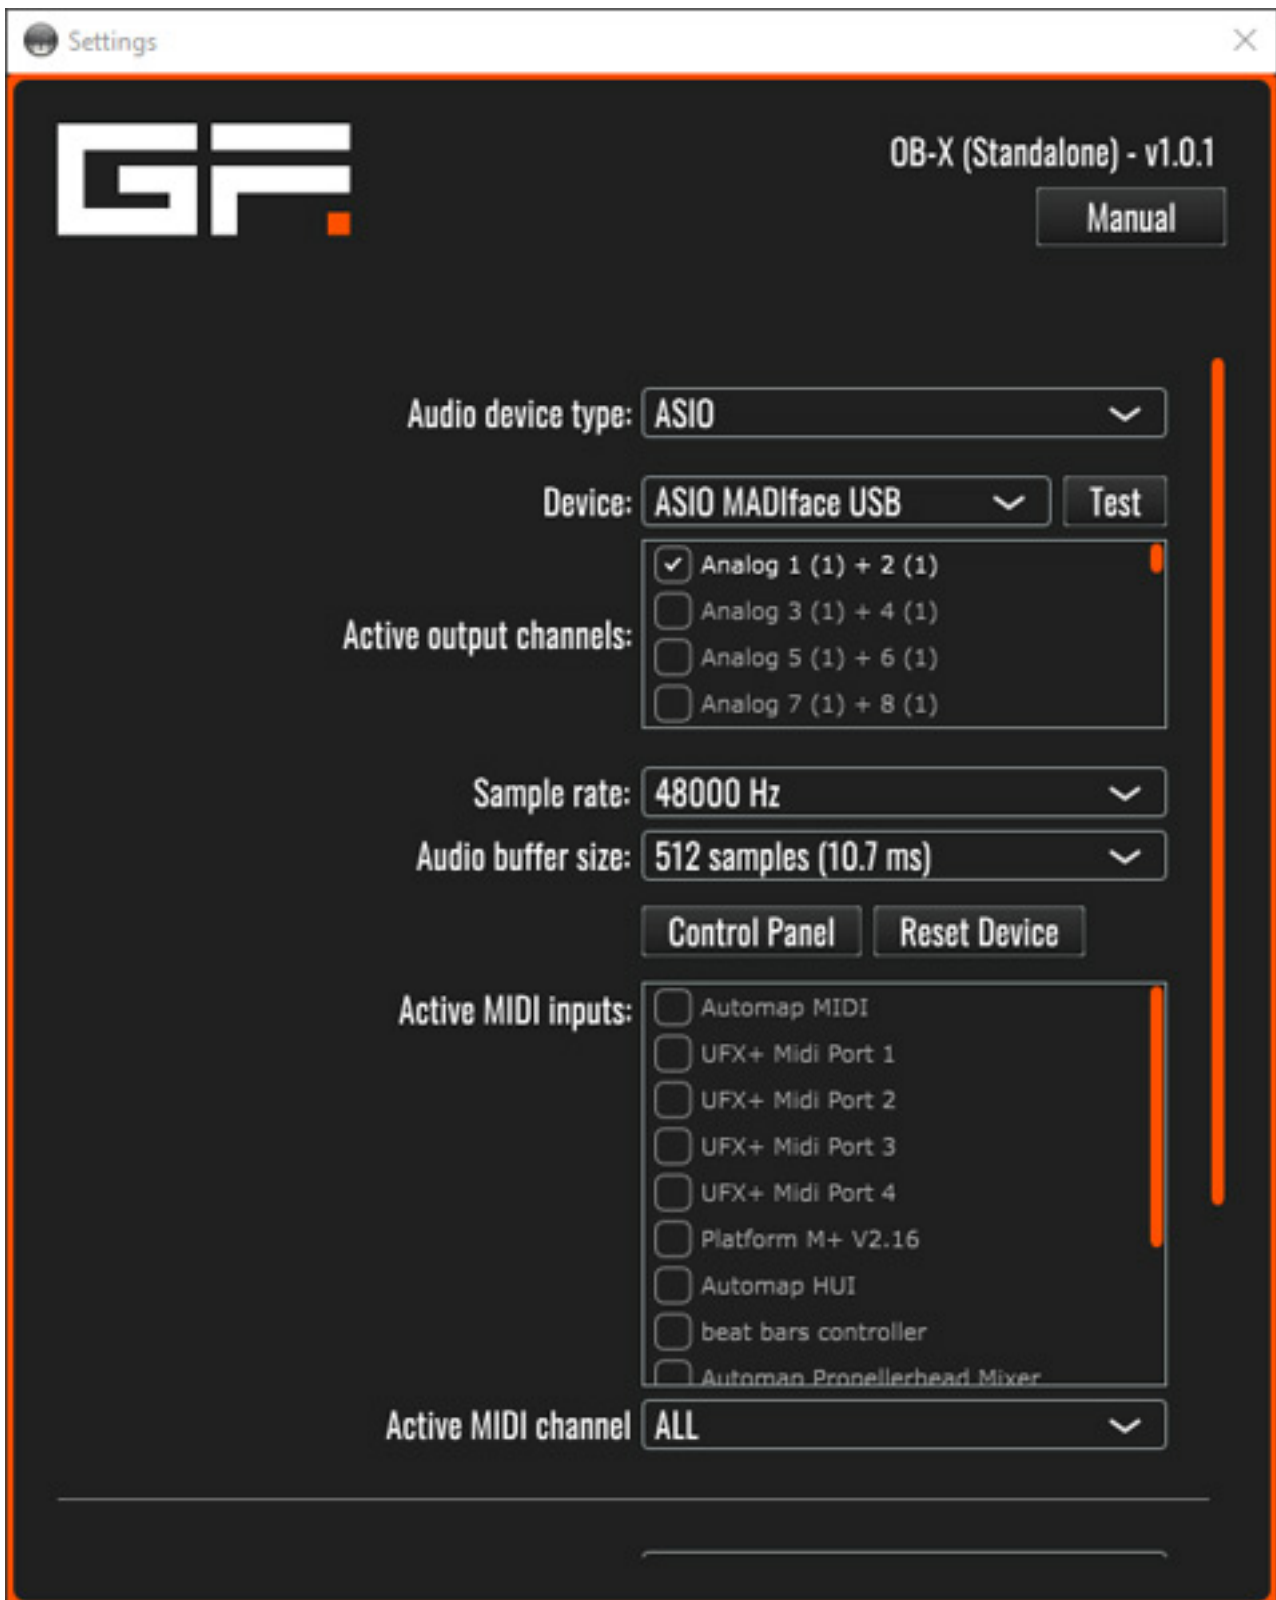 Settings
GF.
OB-X (Standalone) - v1.0.1
Manual
Audio device type: ASIO
Device: ASIO MADIface USB Test
Active output channels:
Analog 1 (1) + 2 (1)
Analog 3 (1) + 4 (1)
Analog 5 (1) + 6 (1)
Analog 7 (1) + 8 (1)
Sample rate: 48000 Hz
Audio buffer size: 512 samples (10.7 ms)
Control Panel Reset Device
Active MIDI inputs: Automap MIDI
UFX+ Midi Port 1
UFX+ Midi Port 2
UFX+ Midi Port 3
UFX+ Midi Port 4
Platform M+ V2.16
Automap HUI
beat bars controller
Automap Propellerhead Mixer
Active MIDI channel ALL